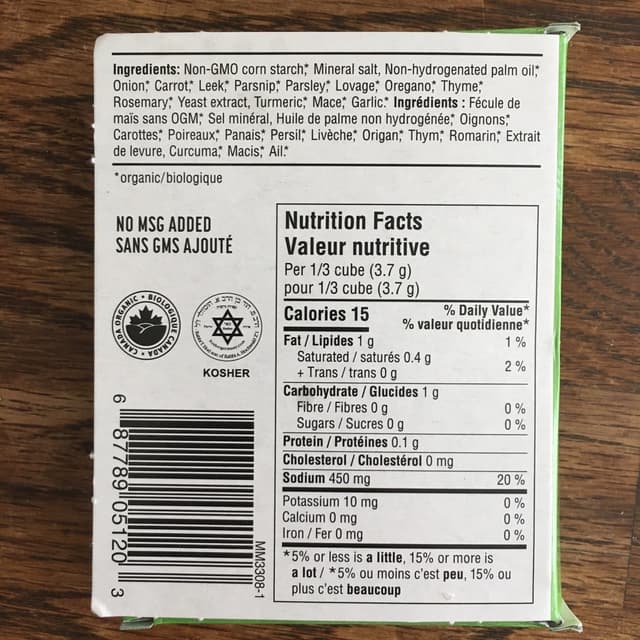 Ingredients: Non-GMO corn starch,* Mineral salt, Non-hydrogenated palm oil,*
Onion,* Carrot,* Leek,* Parsnip,* Parsley,* Lovage,* Oregano,* Thyme,*
Rosemary,* Yeast extract, Turmeric,* Mace,* Garlic.* Ingrédients : Fécule de
maïs sans OGM,* Sel minéral, Huile de palme non hydrogénée,* Oignons,*
Carottes,* Poireaux,* Panais,* Persil,* Livèche,* Origan,* Thym,* Romarin,* Extrait
de levure, Curcuma,* Macis,* Ail.*
*organic/biologique
NO MSG ADDED
SANS GMS AJOUTÉ
CANADA ORGANIC • BIOLOGIQUE CANADA •
KOSHER
6 87789 05120 3
MM3308-1
Nutrition Facts
Valeur nutritive
Per 1/3 cube (3.7 g)
pour 1/3 cube (3.7 g)
Calories 15 % Daily Value*
% valeur quotidienne*
Fat / Lipides 1 g 1 %
Saturated / saturés 0.4 g
+ Trans / trans 0 g 2 %
Carbohydrate / Glucides 1 g
Fibre / Fibres 0 g 0 %
Sugars / Sucres 0 g 0 %
Protein / Protéines 0.1 g
Cholesterol / Cholestérol 0 mg
Sodium 450 mg 20 %
Potassium 10 mg 0 %
Calcium 0 mg 0 %
Iron / Fer 0 mg 0 %
*5% or less is a little, 15% or more is
a lot / *5% ou moins c'est peu, 15% ou
plus c'est beaucoup